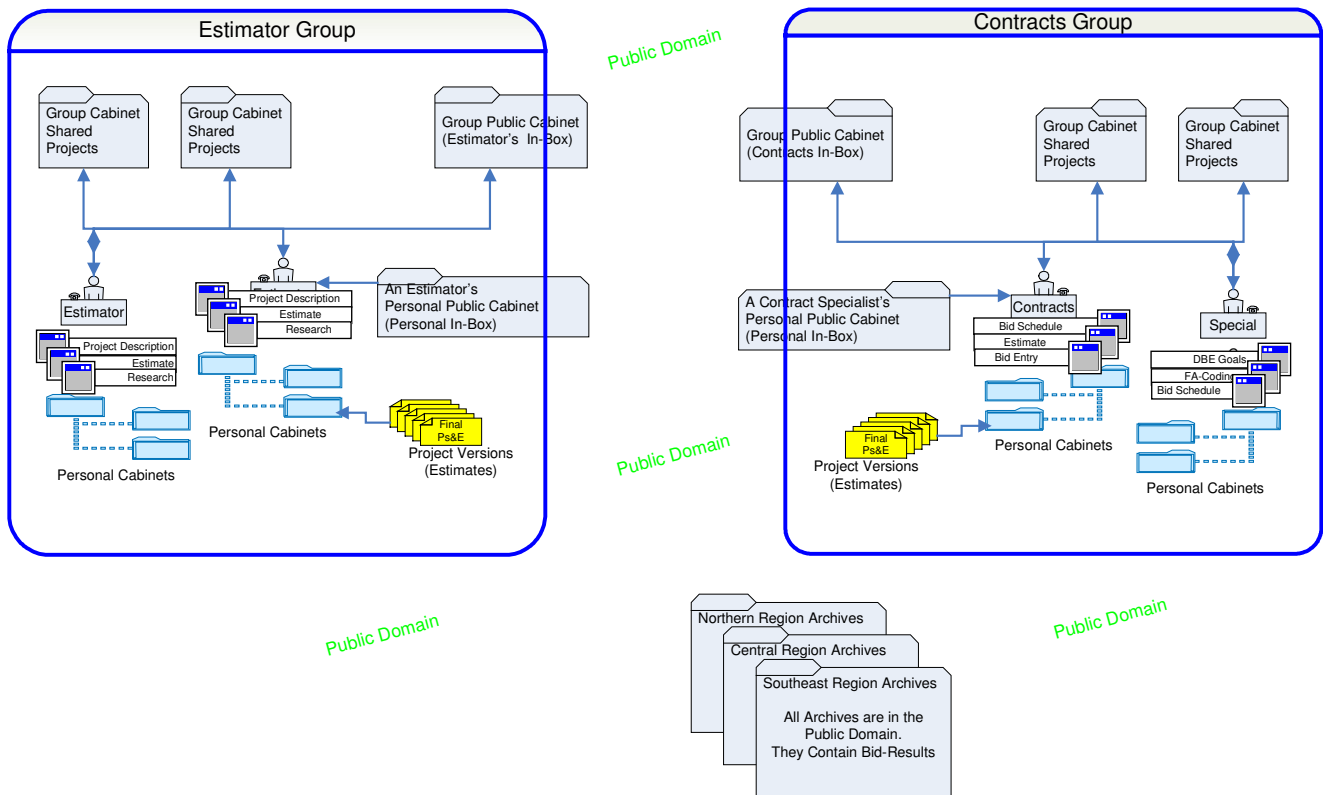 Estimator Group
Public Domain
Contracts Group
Group Cabinet
Shared
Projects
Group Cabinet
Shared
Projects
Group Public Cabinet
(Estimator's In-Box)
Group Public Cabinet
(Contracts In-Box)
Group Cabinet
Shared
Projects
Group Cabinet
Shared
Projects
Estimator
Project Description
Estimate
Research
Personal Cabinets
Project Description
Estimate
Research
Personal Cabinets
An Estimator's
Personal Public Cabinet
(Personal In-Box)
Final
Ps&E
Project Versions
(Estimates)
Public Domain
A Contract Specialist's
Personal Public Cabinet
(Personal In-Box)
Contracts
Bid Schedule
Estimate
Bid Entry
Personal Cabinets
Final
Ps&E
Project Versions
(Estimates)
Special
DBE Goals
FA-Coding
Bid Schedule
Personal Cabinets
Public Domain
Public Domain
Northern Region Archives
Central Region Archives
Southeast Region Archives
All Archives are in the
Public Domain.
They Contain Bid-Results